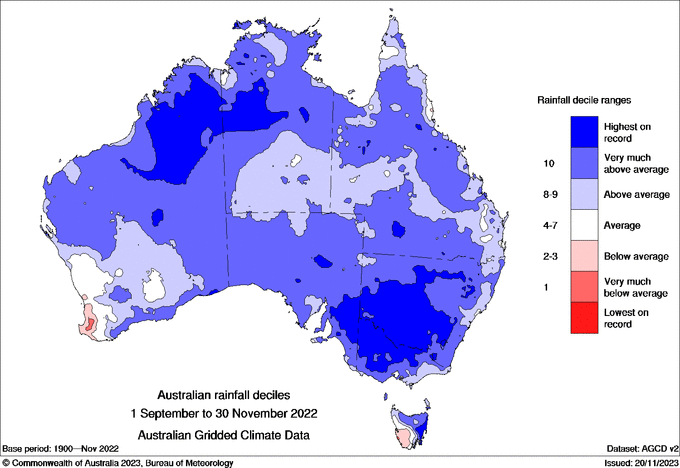 Rainfall decile ranges
Highest on
record
10
Very much
above average
8-9
Above average
4-7
Average
2-3
Below average
1
Very much
below average
Lowest on
record
Australian rainfall deciles
1 September to 30 November 2022
Australian Gridded Climate Data
Base period: 1900—Nov 2022
Dataset: AGCD v2
© Commonwealth of Australia 2023, Bureau of Meteorology
Issued: 20/11/2023